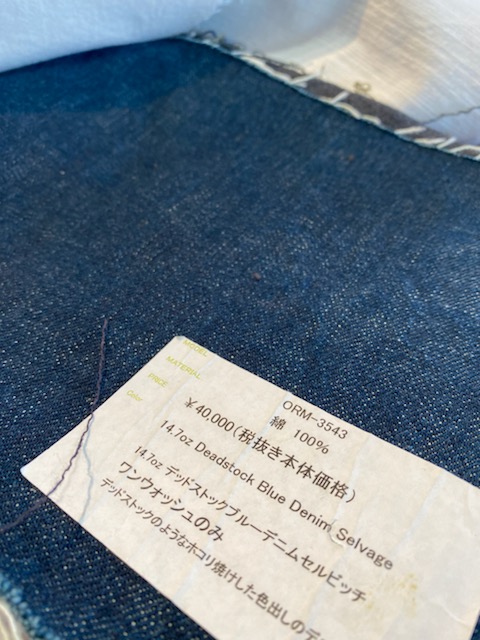 MODEL
ORM-3543
MATERIAL
綿 100%
PRICE
¥40,000(税抜き本体価格)
Color
14.7oz Deadstock Blue Denim Selvage
14.7oz デッドストックブルーデニムセルビッチ
ワンウォッシュのみ
デッドストックのようなホコリ焼けした色出しのデ